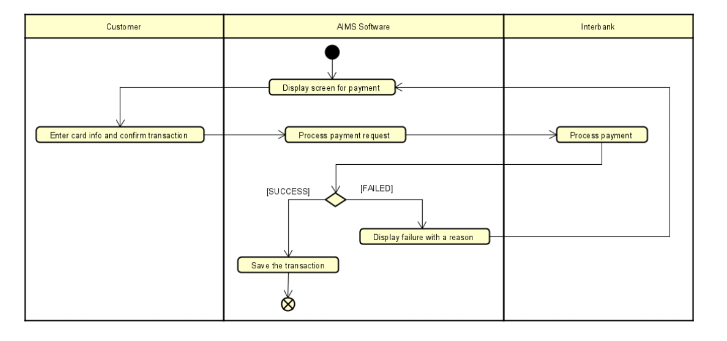 Customer
AIMS Software
Interbank
Display screen for payment
Enter card info and confirm transaction
Process payment request
Process payment
[SUCCESS]
[FAILED]
Display failure with a reason
Save the transaction